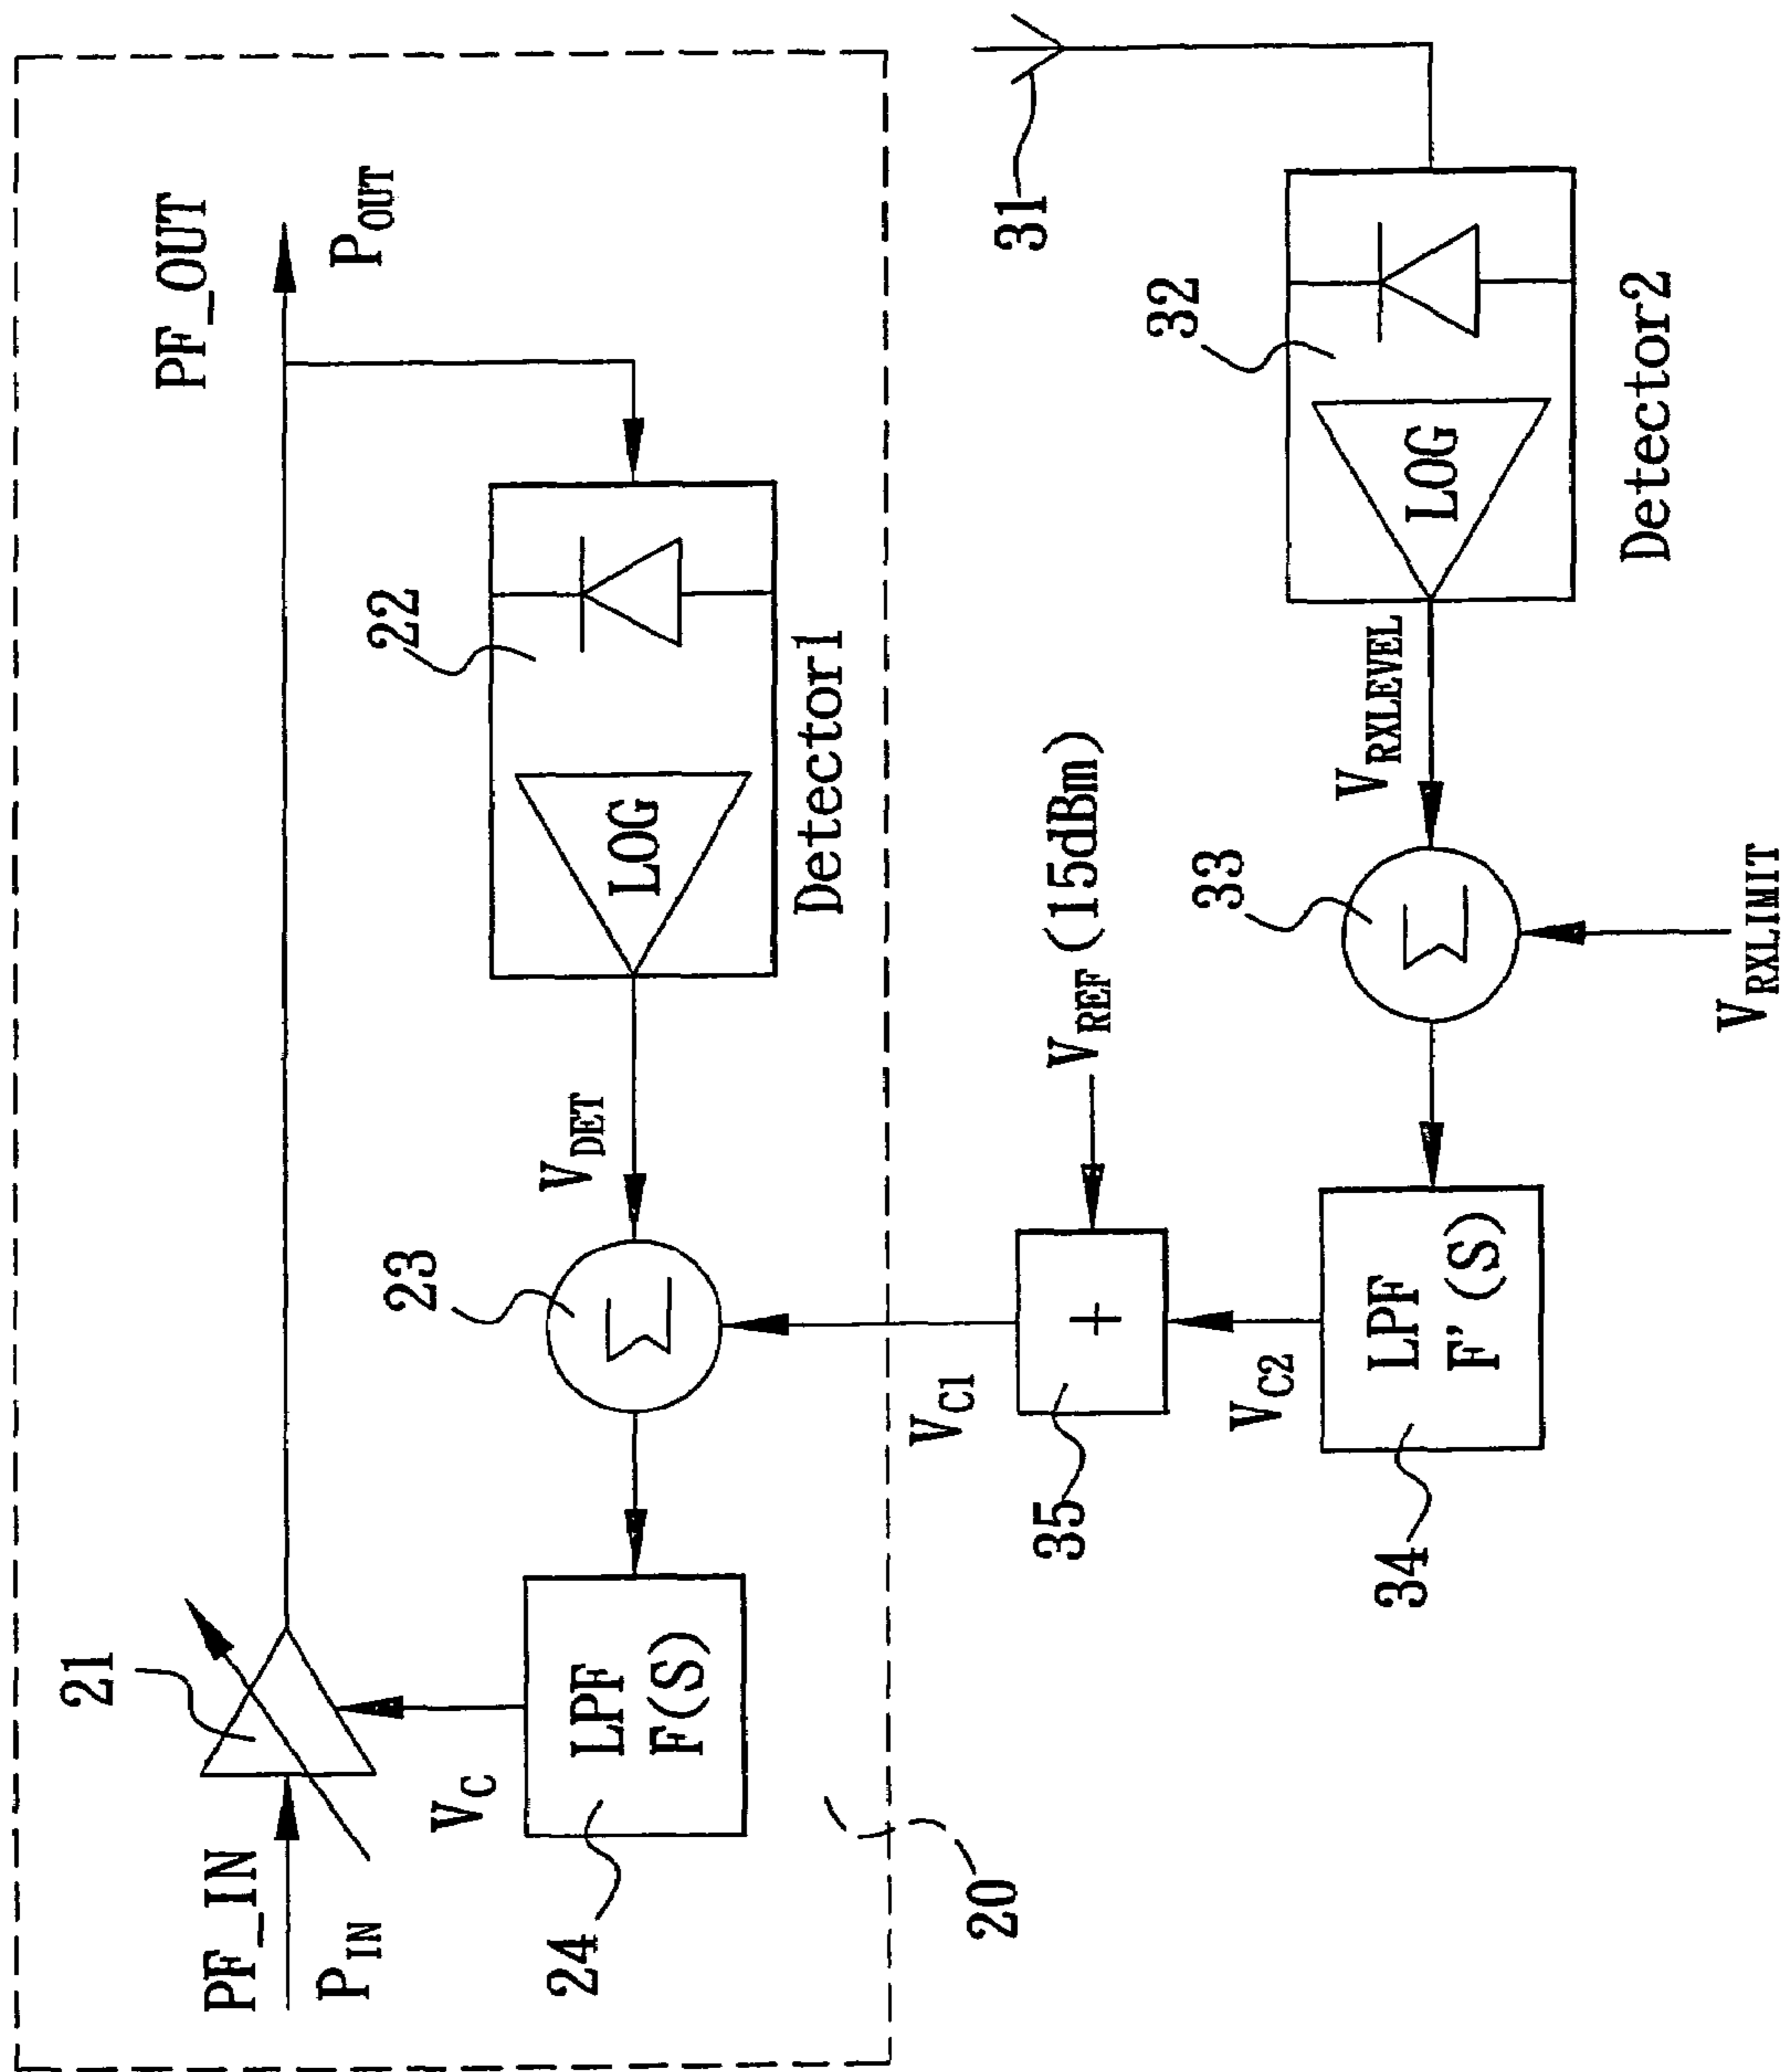 PF_IN
PIN
21
PF_OUT
POUT
VC
LPF
F(S)
24
23
VDET
22
LOG
Detector1
20
VC1
35
+
VREF (15dBm)
VC2
LPF
F'(S)
34
33
Σ
Σ
VRXLEVEL
VRXLIMIT
32
LOG
Detector2
31